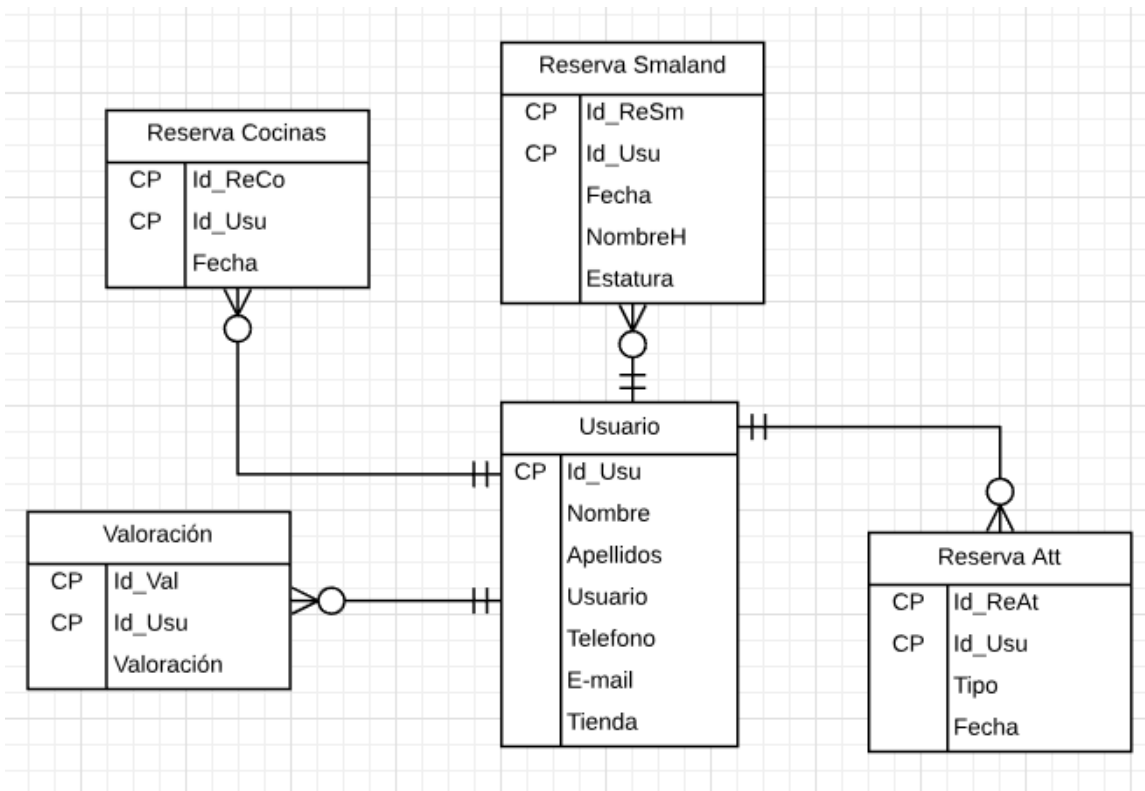 Reserva Smaland
CP Id_ReSm
CP Id_Usu
Fecha
NombreH
Estatura
Reserva Cocinas
CP Id_ReCo
CP Id_Usu
Fecha
Usuario
CP Id_Usu
Nombre
Apellidos
Usuario
Telefono
E-mail
Tienda
Valoración
CP Id_Val
CP Id_Usu
Valoración
Reserva Att
CP Id_ReAt
CP Id_Usu
Tipo
Fecha